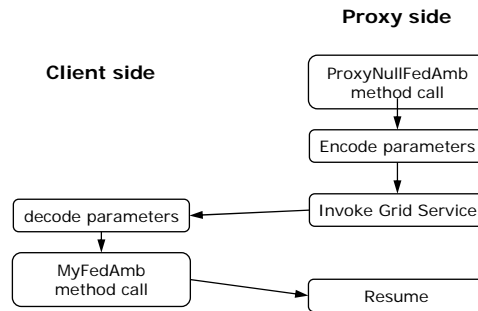 Proxy side
Client side
ProxyNullFedAmb
method call
Encode parameters
Invoke Grid Service
decode parameters
MyFedAmb
method call
Resume